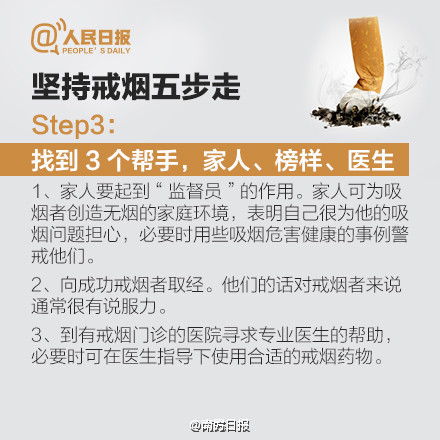 @人民日报
PEOPLE'S DAILY
坚持戒烟五步走
Step3：
找到 3 个帮手，家人、榜样、医生
1、家人要起到“监督员”的作用。家人可为吸
烟者创造无烟的家庭环境，表明自己很为他的吸
烟问题担心，必要时用些吸烟危害健康的事例警
戒他们。
2、向成功戒烟者取经。他们的话对戒烟者来说
通常很有说服力。
3、到有戒烟门诊的医院寻求专业医生的帮助，
必要时可在医生指导下使用合适的戒烟药物。
@南方日报